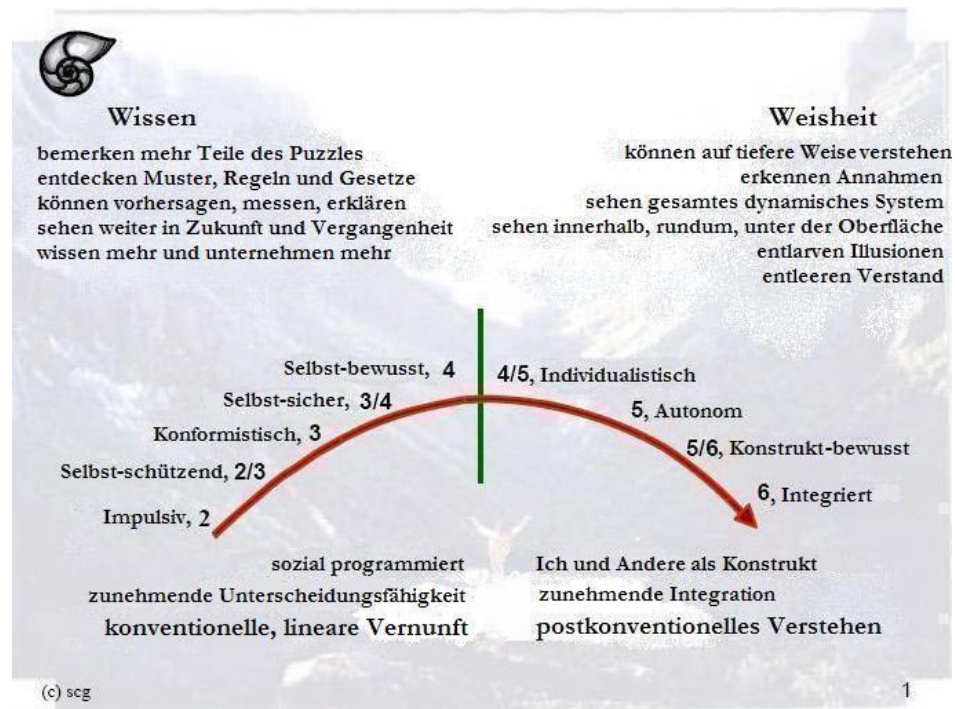 Wissen
bemerken mehr Teile des Puzzles
entdecken Muster, Regeln und Gesetze
können vorhersagen, messen, erklären
sehen weiter in Zukunft und Vergangenheit
wissen mehr und unternehmen mehr
Weisheit
können auf tiefere Weise verstehen
erkennen Annahmen
sehen gesamtes dynamisches System
sehen innerhalb, rundum, unter der Oberfläche
entlarven Illusionen
entleeren Verstand
Selbst-bewusst, 4
Selbst-sicher, 3/4
Konformistisch, 3
Selbst-schützend, 2/3
Impulsiv, 2
4/5, Individualistisch
5, Autonom
5/6, Konstrukt-bewusst
6, Integriert
sozial programmiert
zunehmende Unterscheidungsfähigkeit
konventionelle, lineare Vernunft
Ich und Andere als Konstrukt
zunehmende Integration
postkonventionelles Verstehen
(c) scg
1